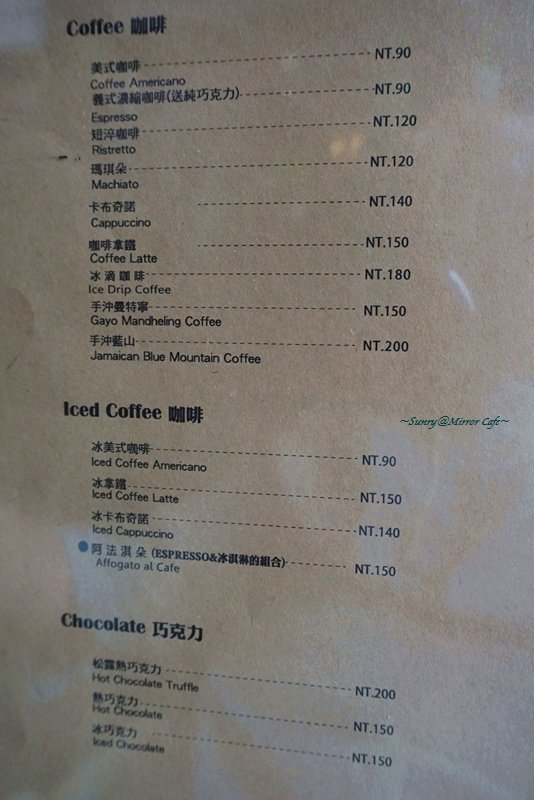 Coffee 咖啡
美式咖啡 NT.90
Coffee Americano
義式濃縮咖啡(送純巧克力) NT.90
Espresso
短淬咖啡 NT.120
Ristretto
瑪琪朵 NT.120
Machiato
卡布奇諾 NT.140
Cappuccino
咖啡拿鐵 NT.150
Coffee Latte
冰滴咖啡 NT.180
Ice Drip Coffee
手沖曼特寧 NT.150
Gayo Mandheling Coffee
手沖藍山 NT.200
Jamaican Blue Mountain Coffee
Iced Coffee 咖啡
~Sunry@Mirror Cafe~
冰美式咖啡 NT.90
Iced Coffee Americano
冰拿鐵 NT.150
Iced Coffee Latte
冰卡布奇諾 NT.140
Iced Cappuccino
阿法淇朵 (ESPRESSO&冰淇淋的組合) NT.150
Affogato al Cafe
Chocolate 巧克力
松露熱巧克力 NT.200
Hot Chocolate Truffle
熱巧克力 NT.150
Hot Chocolate
冰巧克力 NT.150
Iced Chocolate